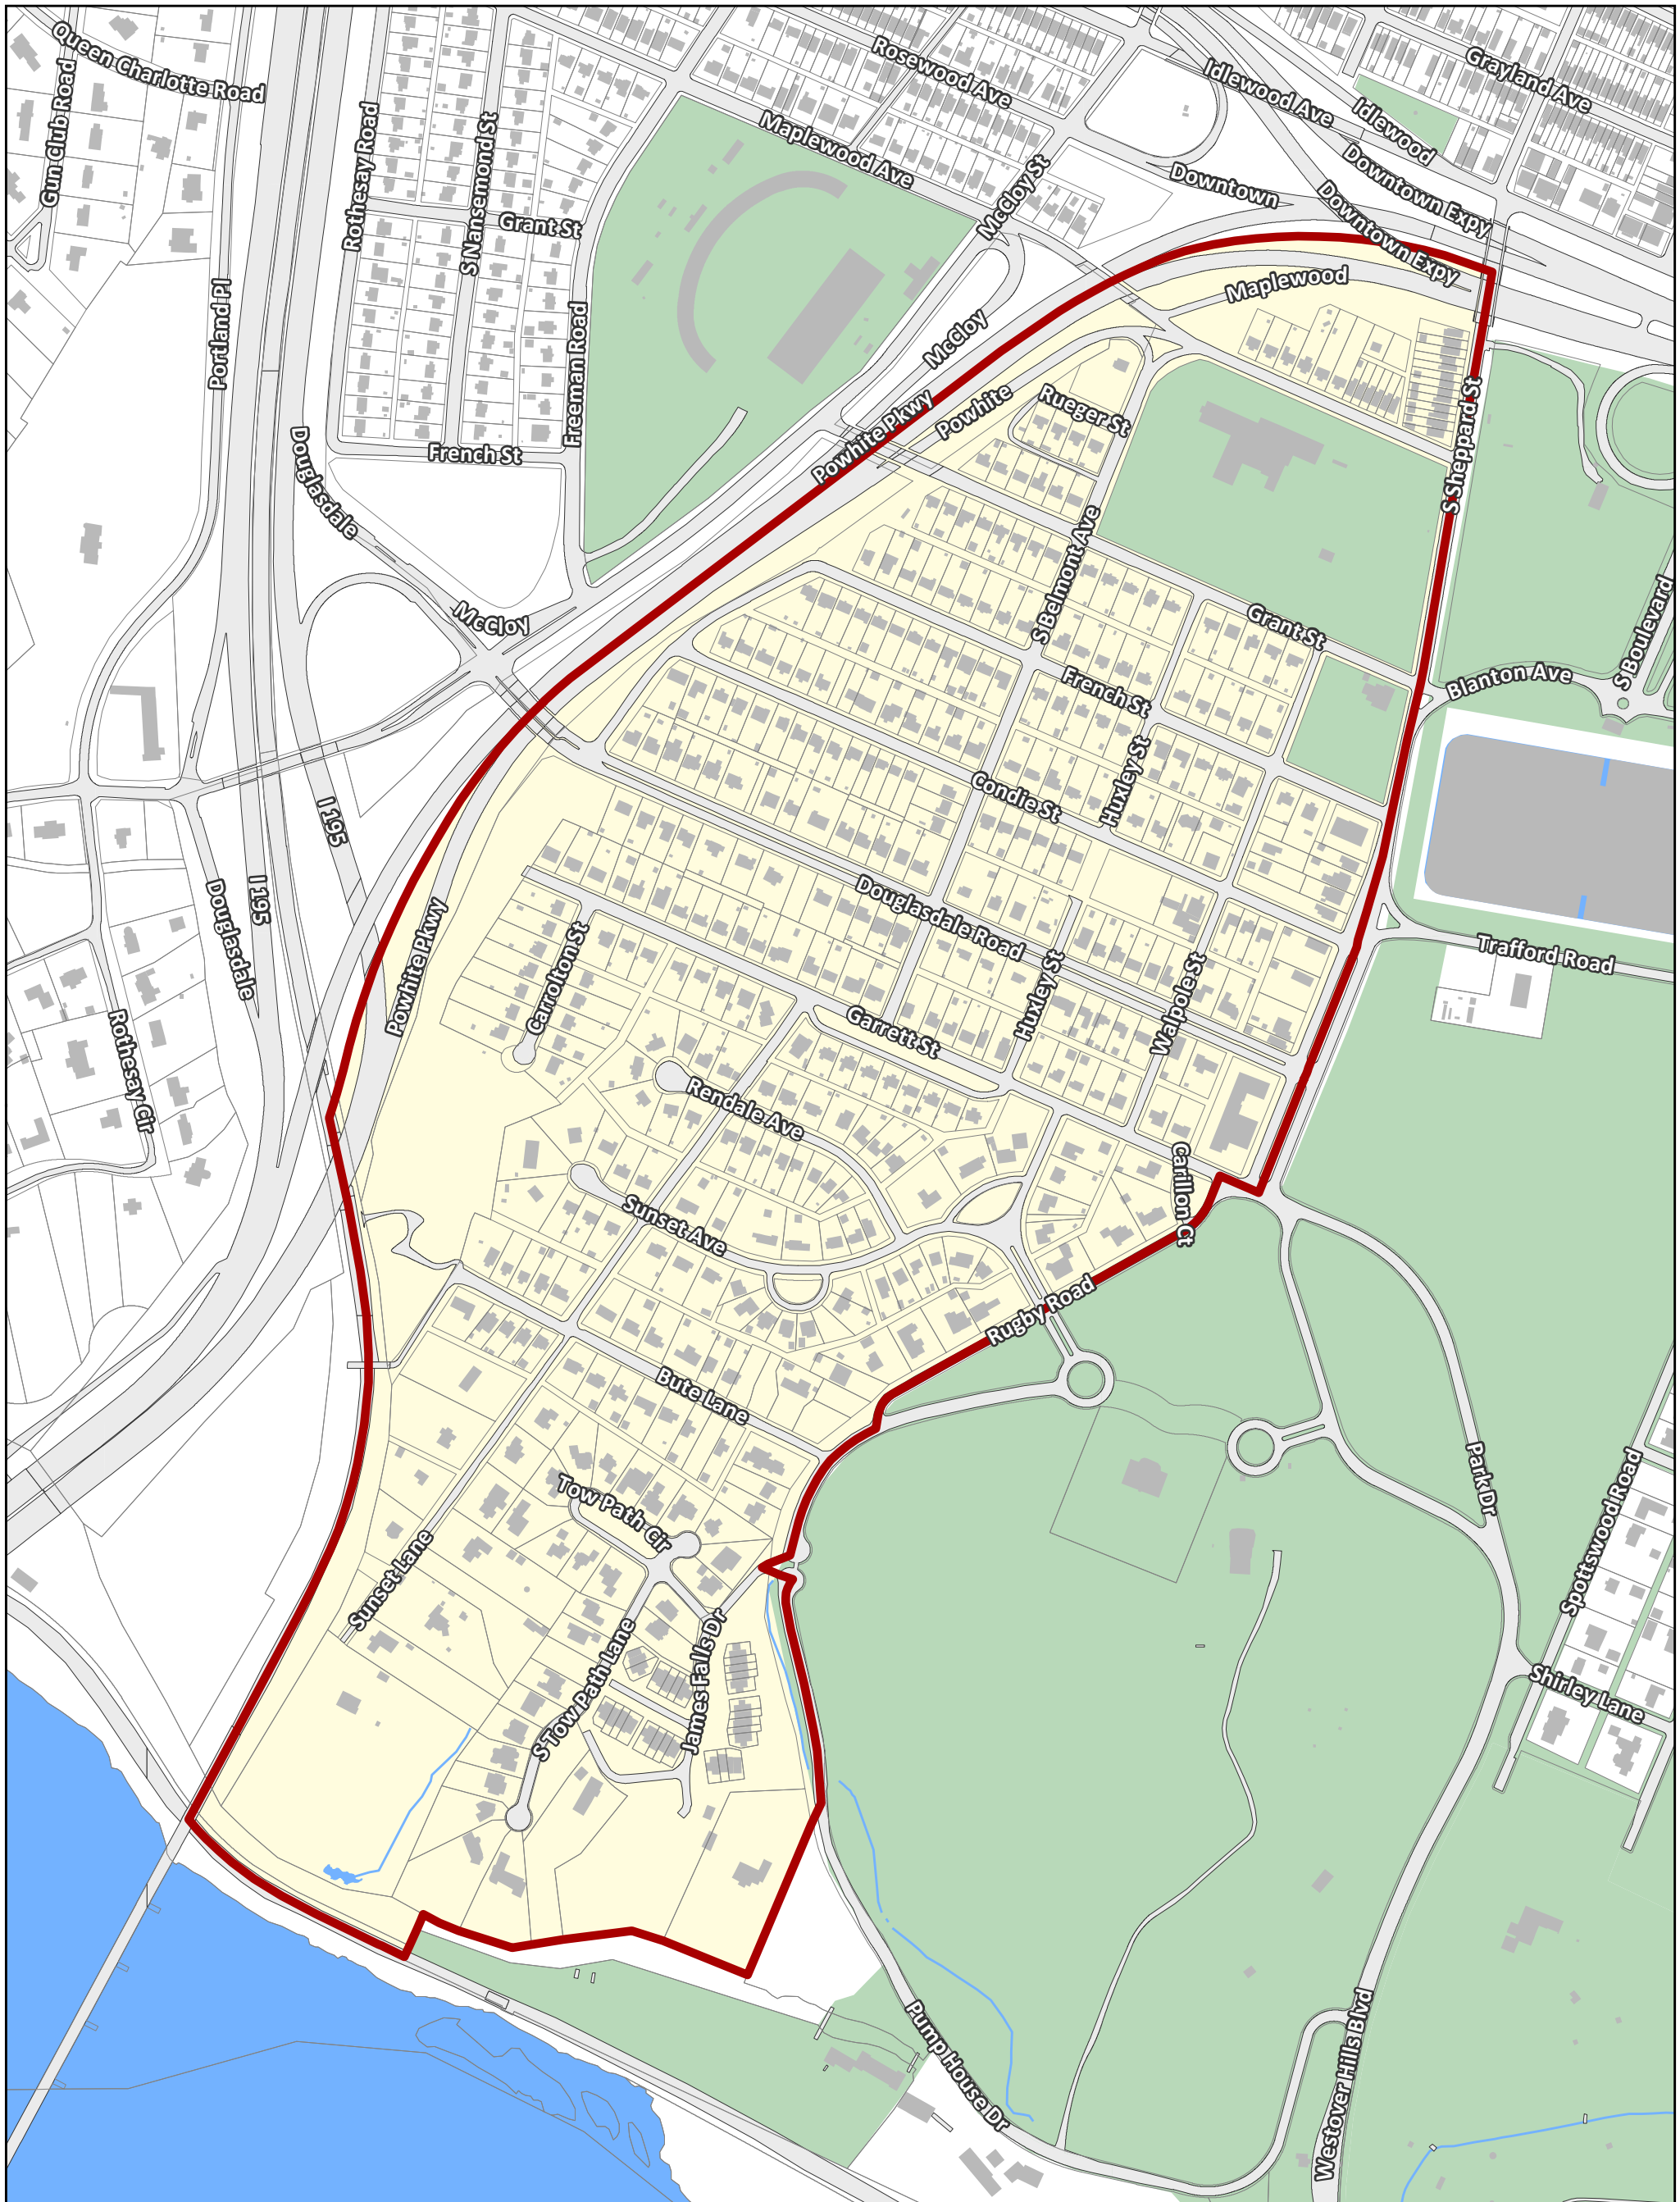 Queen Charlotte Road
Gun Club Road
Rothesay Road
S Nansemond St
Grant St
Portland Pl
Freeman Road
French St
Douglasdale
McCloy
Rosewood Ave
Maplewood Ave
McCloy St
Idlewood Ave
Idlewood
Grayland Ave
Downtown
Downtown Expy
Downtown Expy
Maplewood
McCloy
Powhite Pkwy
Powhite
Rueger St
S Sheppard St
S Belmont Ave
Grant St
Blanton Ave
S Boulevard
French St
Huxley St
Condie St
I 195
I 195
Douglasdale
Douglasdale Road
Powhite Pkwy
Carrolton St
Garrett St
Huxley St
Walpole St
Trafford Road
Rothesay Cir
Rendale Ave
Sunset Ave
Carillon Ct
Rugby Road
Bute Lane
Tow Path Cir
Sunset Lane
S Tow Path Lane
James Falls Dr
Park Dr
Spottswood Road
Shirley Lane
Pump House Dr
Westover Hills Blvd